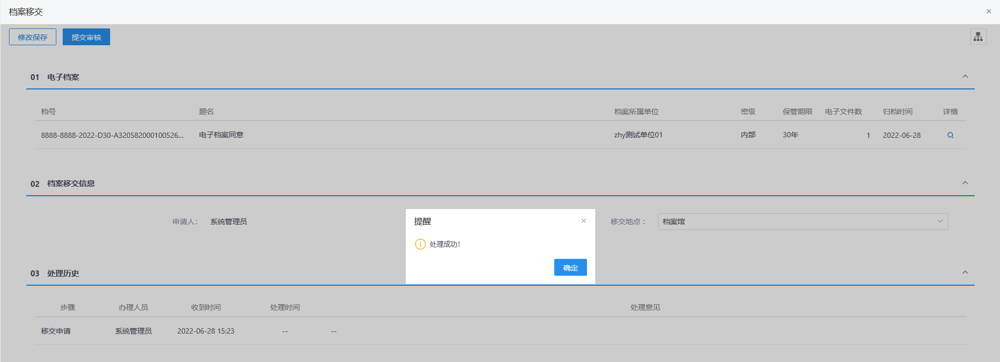 档案移交
修改保存 提交审核
01 电子档案
档号 题名 档案所属单位 密级 保管期限 电子文件数 归档时间 详情
8888-8888-2022-D30-A320582000100526... 电子档案同意 zhy测试单位01 内部 30年 1 2022-06-28
02 档案移交信息
申请人： 系统管理员 移交地点： 档案馆
提醒
处理成功!
确定
03 处理历史
步骤 办理人员 收到时间 处理时间 处理意见
移交申请 系统管理员 2022-06-28 15:23 -- --